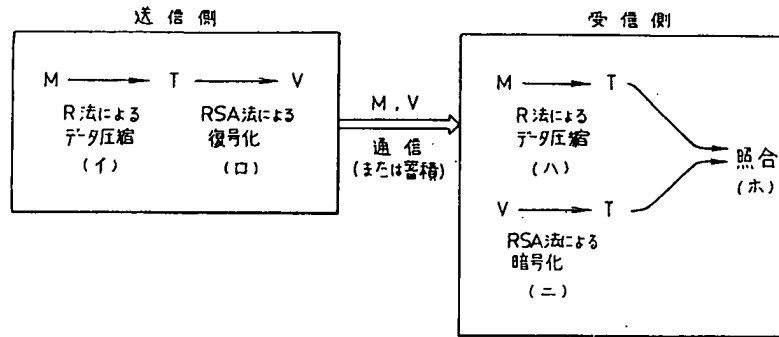 送信側
M → T → V
R法による
データ圧縮
(イ)
RSA法による
復号化
(ロ)
M, V
通信
(または蓄積)
受信側
M → T
R法による
データ圧縮
(ハ)
V → T
RSA法による
暗号化
(ニ)
照合
(ホ)